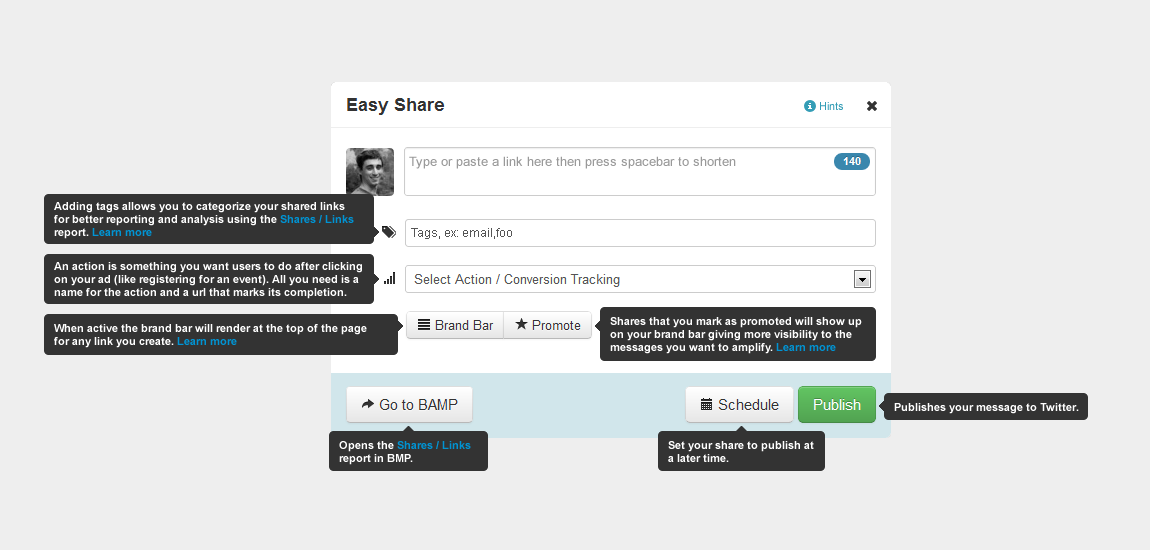 Easy Share
Hints
Type or paste a link here then press spacebar to shorten
140
Adding tags allows you to categorize your shared links
for better reporting and analysis using the Shares / Links
report. Learn more
Tags, ex: email,foo
An action is something you want users to do after clicking
on your ad (like registering for an event). All you need is a
name for the action and a url that marks its completion.
Select Action / Conversion Tracking
When active the brand bar will render at the top of the page
for any link you create. Learn more
Brand Bar
Promote
Shares that you mark as promoted will show up
on your brand bar giving more visibility to the
messages you want to amplify. Learn more
Go to BAMP
Schedule
Publish
Publishes your message to Twitter.
Opens the Shares / Links
report in BMP.
Set your share to publish at
a later time.